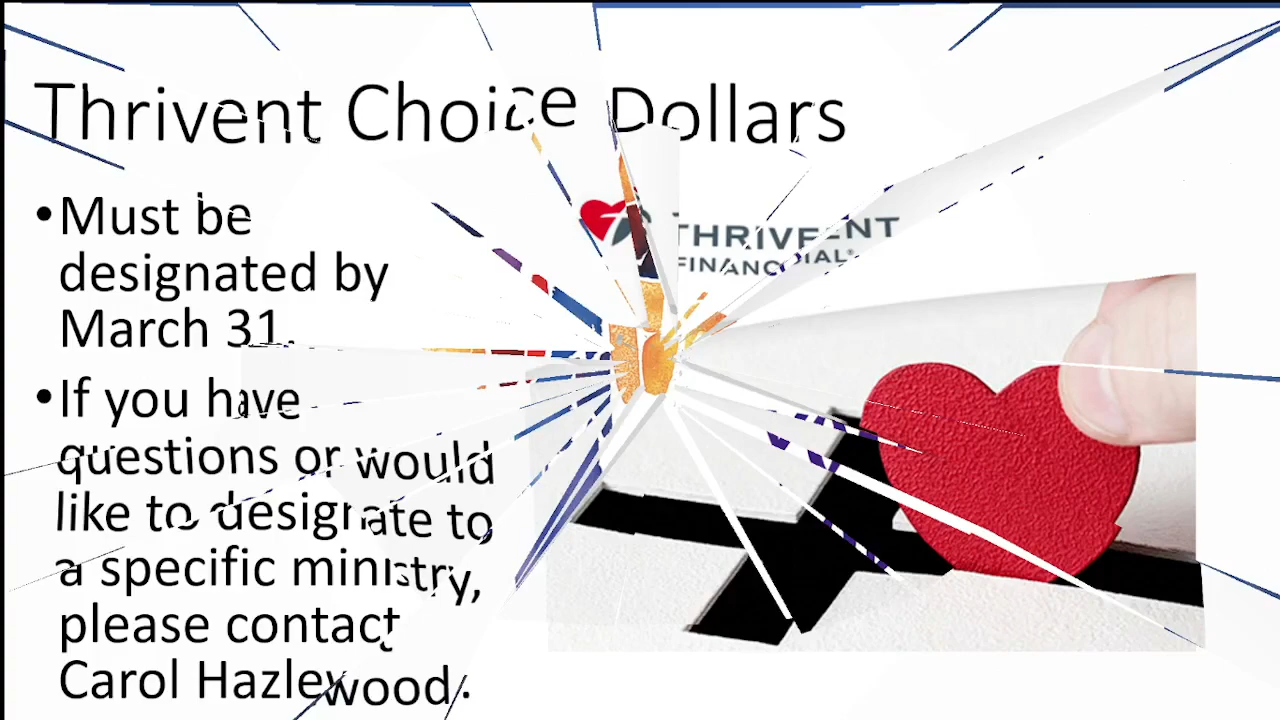 Thrivent Choice Dollars
•Must be
designated by
March 31.
•If you have
questions or would
like to designate to
a specific ministry,
please contact
Carol Hazlewood.
THRIVENT
FINANCIAL®